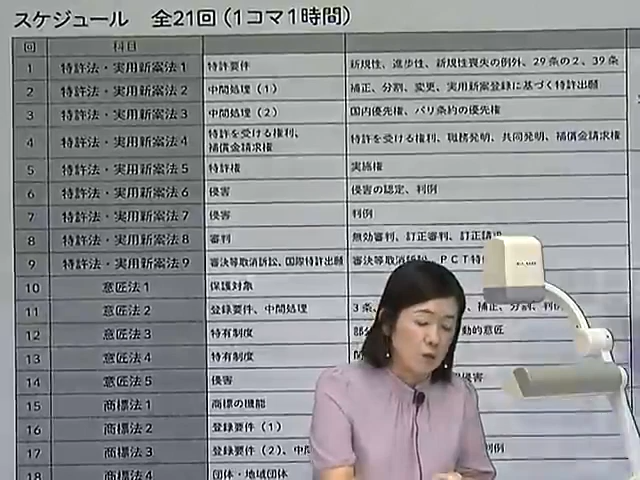 スケジュール 全21回(1コマ1時間)
回 科目
1 特許法・実用新案法1 特許要件 新規性、進歩性、新規性喪失の例外、29条の2、39条
2 特許法・実用新案法2 中間処理(1) 補正、分割、変更、実用新案登録に基づく特許出願
3 特許法・実用新案法3 中間処理(2) 国内優先権、パリ条約の優先権
4 特許法・実用新案法4 特許を受ける権利、補償金請求権 特許を受ける権利、職務発明、共同発明、補償金請求権
5 特許法・実用新案法5 特許権 実施権
6 特許法・実用新案法6 侵害 侵害の認定、判例
7 特許法・実用新案法7 侵害 判例
8 特許法・実用新案法8 審判 無効審判、訂正審判、訂正請
9 特許法・実用新案法9 審決等取消訴訟、国際特許出願 審決等取消訴訟、PCT特
10 意匠法1 保護対象
11 意匠法2 登録要件、中間処理 3条、 補正、分割、
12 意匠法3 特有制度 部分 動的意匠
13 意匠法4 特有制度
14 意匠法5 侵害 侵害
15 商標法1 商標の機能
16 商標法2 登録要件(1)
17 商標法3 登録要件(2)、中 判例
18 商標法4 団体・地域団体